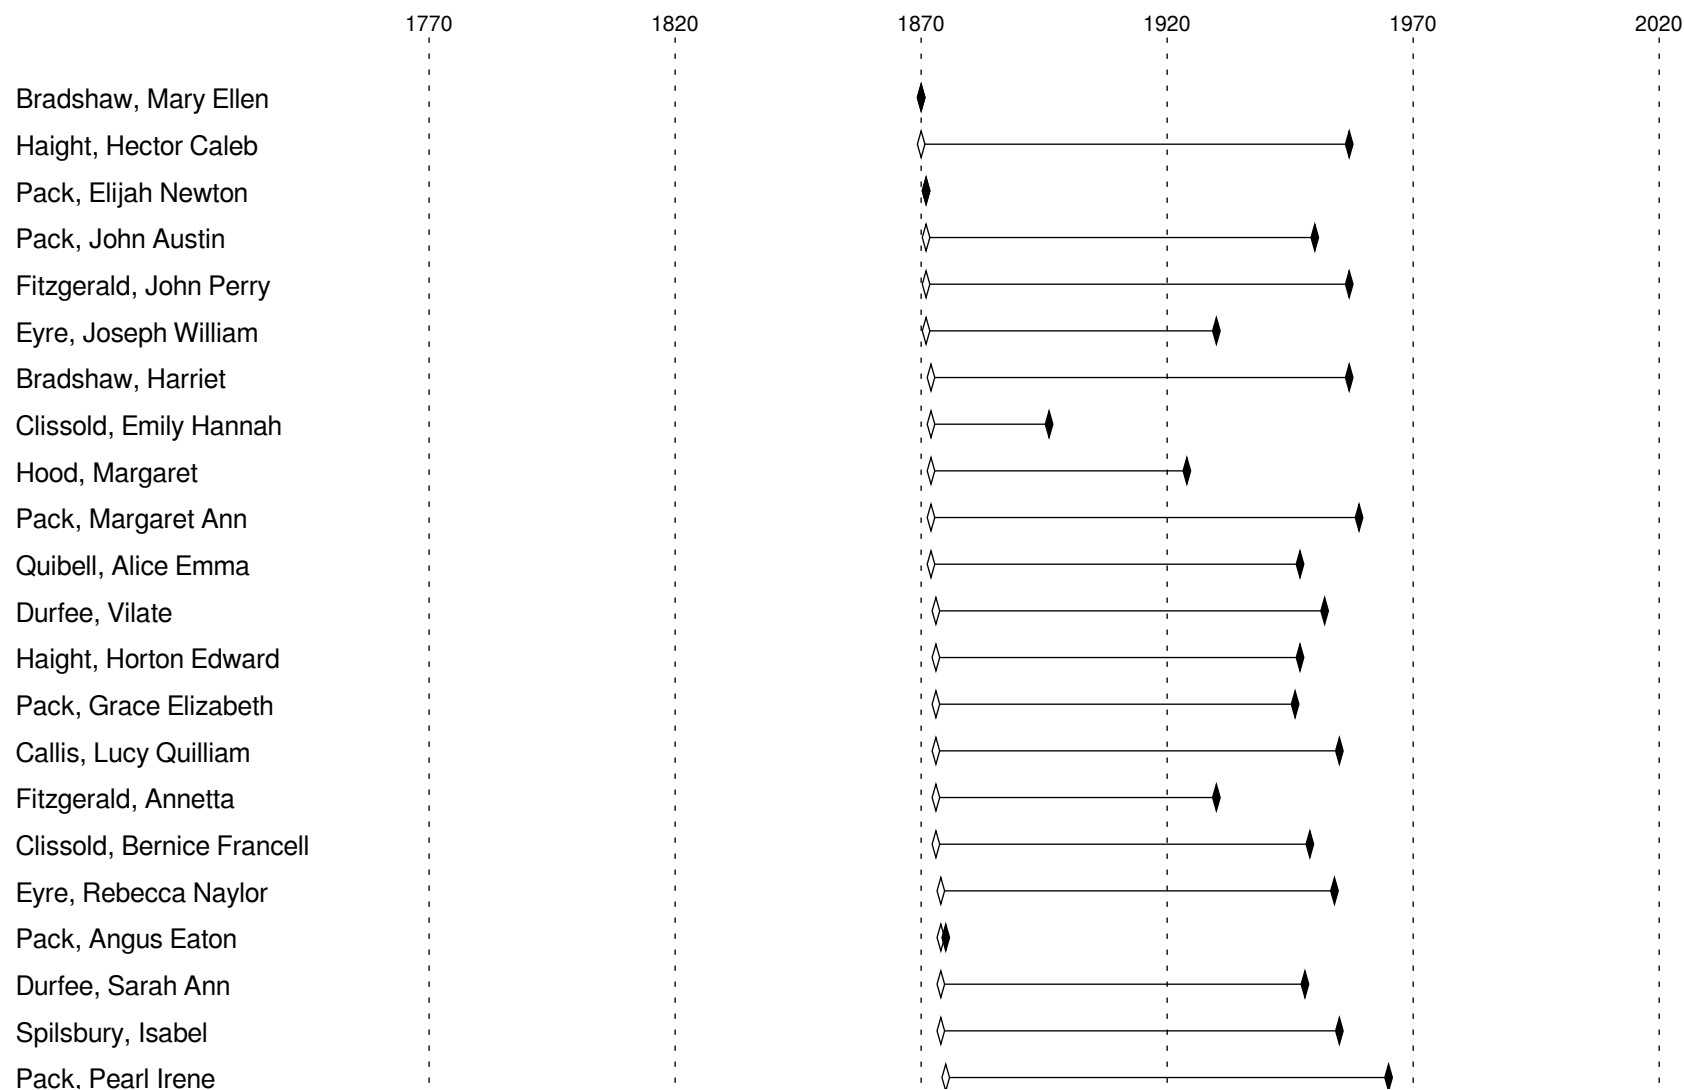 1770 1820 1870 1920 1970 2020
Bradshaw, Mary Ellen
Haight, Hector Caleb
Pack, Elijah Newton
Pack, John Austin
Fitzgerald, John Perry
Eyre, Joseph William
Bradshaw, Harriet
Clissold, Emily Hannah
Hood, Margaret
Pack, Margaret Ann
Quibell, Alice Emma
Durfee, Vilate
Haight, Horton Edward
Pack, Grace Elizabeth
Callis, Lucy Quilliam
Fitzgerald, Annetta
Clissold, Bernice Francell
Eyre, Rebecca Naylor
Pack, Angus Eaton
Durfee, Sarah Ann
Spilsbury, Isabel
Pack, Pearl Irene